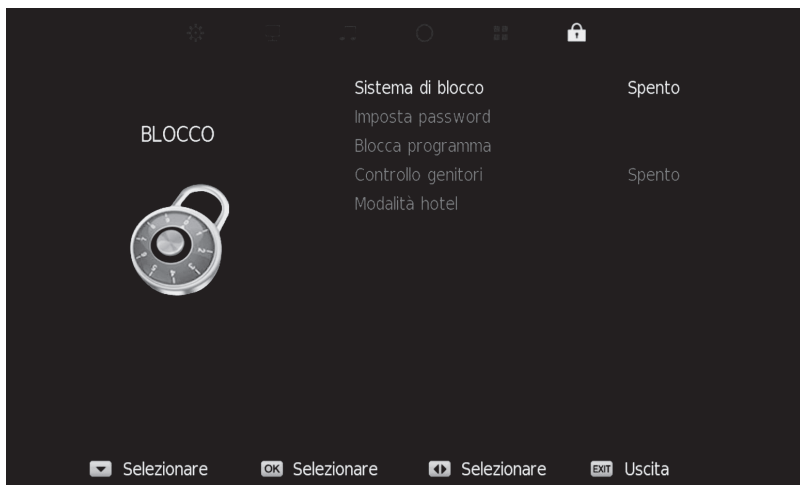 Sistema di blocco Spento
Imposta password
BLOCCO
Blocca programma
Controllo genitori Spento
Modalità hotel
Selezionare OK Selezionare Selezionare EXIT Uscita